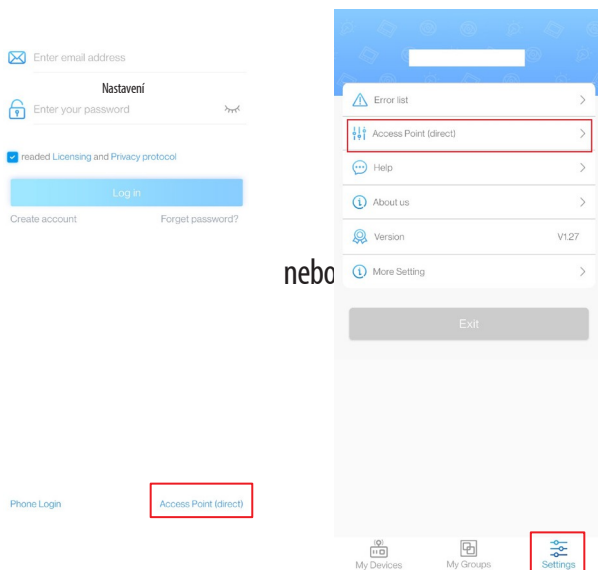 Enter email address
Nastavení
Enter your password
readed Licensing and Privacy protocol
Log in
Create account Forget password?
Phone Login Access Point (direct)
nebo
Error list
Access Point (direct)
Help
About us
Version V1.27
More Setting
Exit
My Devices My Groups Settings